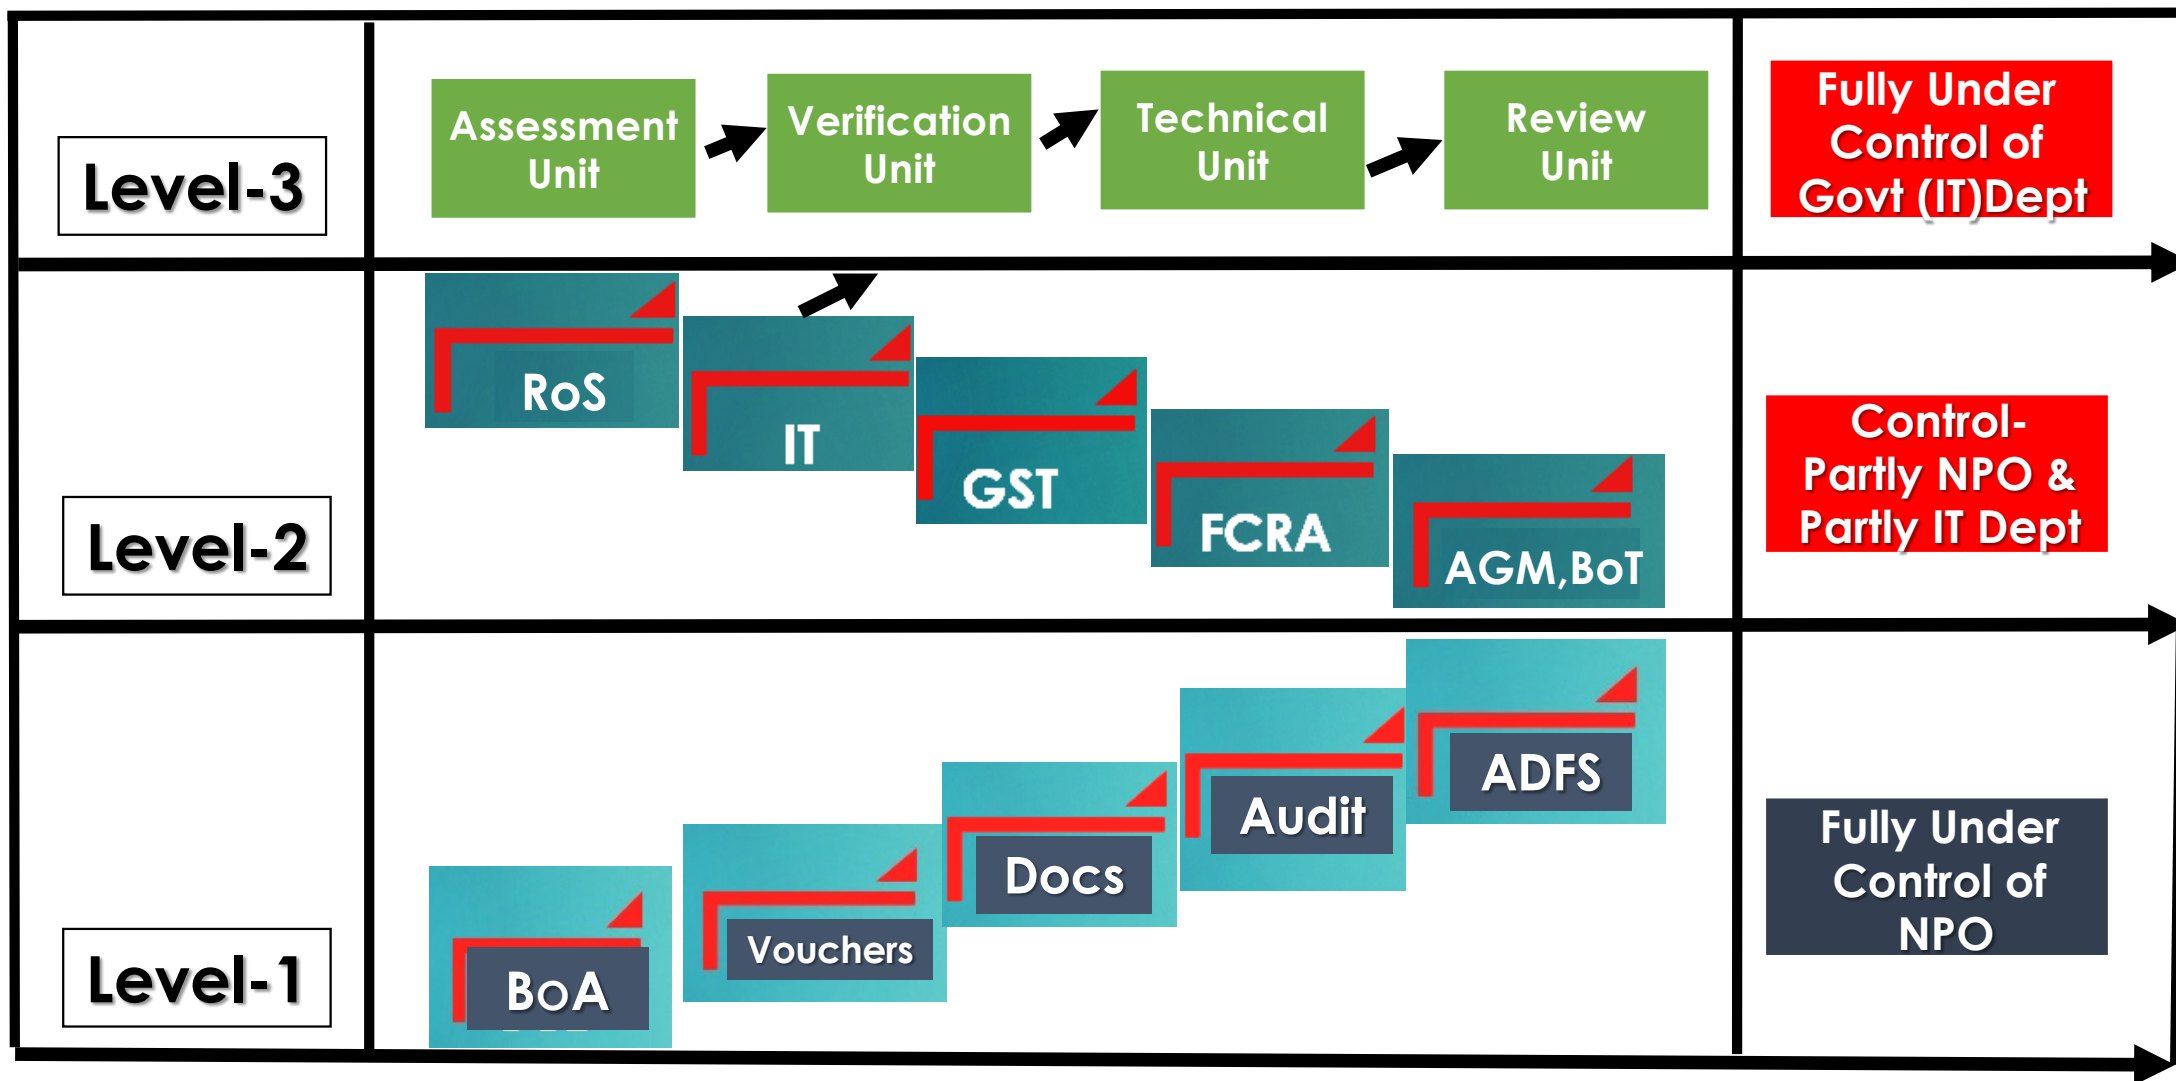 Level-3
Assessment
Unit
Verification
Unit
Technical
Unit
Review
Unit
Fully Under
Control of
Govt (IT)Dept
Level-2
RoS
IT
GST
FCRA
AGM,BoT
Control-
Partly NPO &
Partly IT Dept
Level-1
BoA
Vouchers
Docs
Audit
ADFS
Fully Under
Control of
NPO